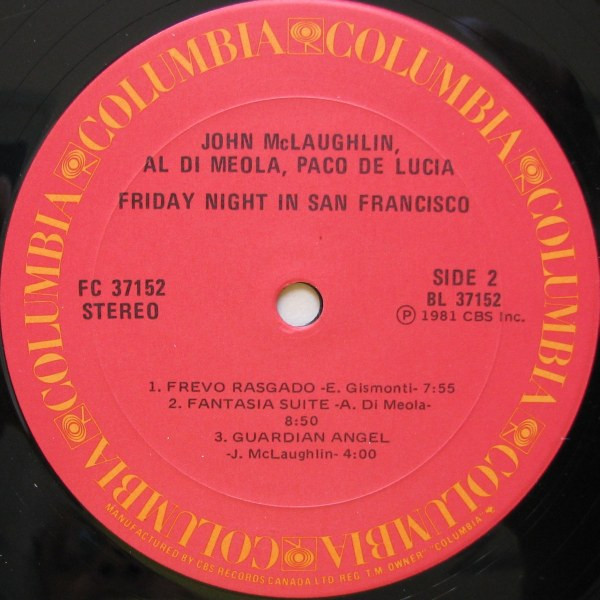 COLUMBIA COLUMBIA COLUMBIA COLUMBIA COLUMBIA COLUMBIA
JOHN McLAUGHLIN,
AL DI MEOLA, PACO DE LUCIA
FRIDAY NIGHT IN SAN FRANCISCO
FC 37152
STEREO
SIDE 2
BL 37152
℗ 1981 CBS Inc.
1. FREVO RASGADO -E. Gismonti- 7:55
2. FANTASIA SUITE -A. Di Meola-
8:50
3. GUARDIAN ANGEL
-J. McLaughlin- 4:00
MANUFACTURED BY CBS RECORDS CANADA LTD. REG. T.M. OWNER "COLUMBIA"